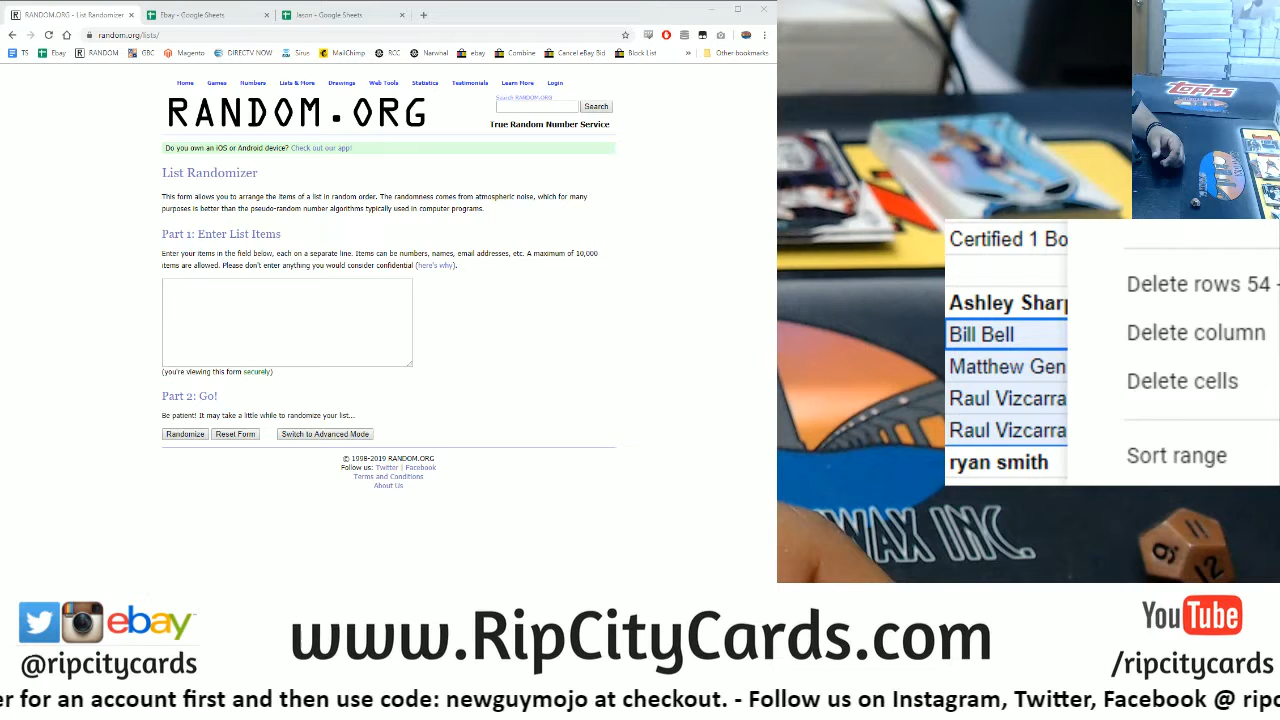 RANDOM.ORG - List Randomizer
Ebay - Google Sheets
Jason - Google Sheets
random.org/lists/
TS
Ebay
RANDOM
GBC
Magento
DIRECTV NOW
Sirus
MailChimp
RCC
Narwhal
ebay
Combine
Cancel eBay Bid
Block List
»
Other bookmarks
Home Games Numbers Lists & More Drawings Web Tools Statistics Testimonials Learn More Login
RANDOM.ORG
Search RANDOM.ORG
Search
True Random Number Service
Do you own an iOS or Android device? Check out our app!
List Randomizer
This form allows you to arrange the items of a list in random order. The randomness comes from atmospheric noise, which for many
purposes is better than the pseudo-random number algorithms typically used in computer programs.
Part 1: Enter List Items
Enter your items in the field below, each on a separate line. Items can be numbers, names, email addresses, etc. A maximum of 10,000
items are allowed. Please don't enter anything you would consider confidential (here's why).
(you're viewing this form securely)
Part 2: Go!
Be patient! It may take a little while to randomize your list...
Randomize
Reset Form
Switch to Advanced Mode
© 1998-2019 RANDOM.ORG
Follow us: Twitter | Facebook
Terms and Conditions
About Us
topps
Certified 1 Bo
Ashley Sharp
Bill Bell
Matthew Gen
Raul Vizcarra
Raul Vizcarra
ryan smith
Delete rows 54 -
Delete column
Delete cells
Sort range
WAX INC.
9
11
12
ebay
@ripcitycards
www.RipCityCards.com
YouTube
/ripcitycards
er for an account first and then use code: newguymojo at checkout. - Follow us on Instagram, Twitter, Facebook @ ripc